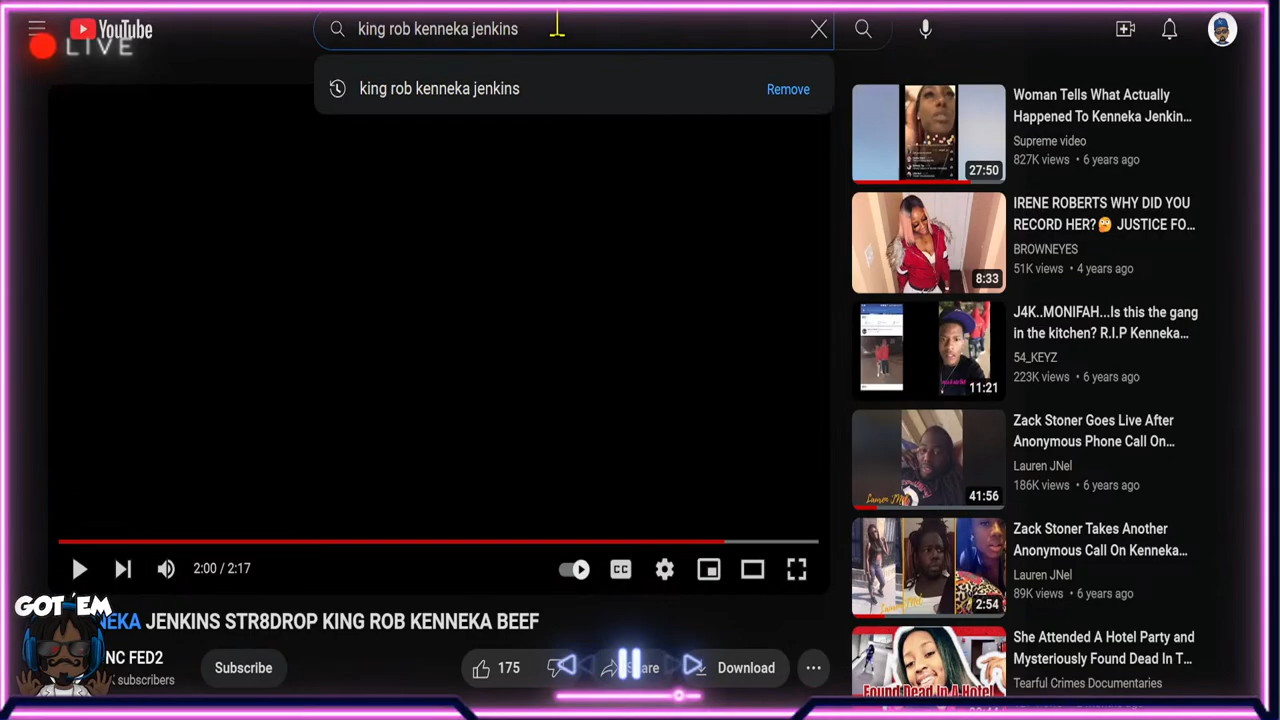 YouTube
king rob kenneka jenkins
LIVE
king rob kenneka jenkins
Remove
Woman Tells What Actually
Happened To Kenneka Jenkin...
Supreme video
827K views • 6 years ago
27:50
IRENE ROBERTS WHY DID YOU
RECORD HER?🧐 JUSTICE FO...
BROWNEYES
51K views • 4 years ago
8:33
J4K..MONIFAH...Is this the gang
in the kitchen? R.I.P Kenneka...
54_KEYZ
223K views • 6 years ago
11:21
Zack Stoner Goes Live After
Anonymous Phone Call On...
Lauren JNel
186K views • 6 years ago
Lauren JNel
41:56
Zack Stoner Takes Another
Anonymous Call On Kenneka...
Lauren JNel
89K views • 6 years ago
2:54
She Attended A Hotel Party and
Mysteriously Found Dead In T...
Tearful Crimes Documentaries
Found Dead In A Hotel
2:00 / 2:17
CC
GOT 'EM
NEKA JENKINS STR8DROP KING ROB KENNEKA BEEF
NC FED2
K subscribers
Subscribe
175
Share
Download